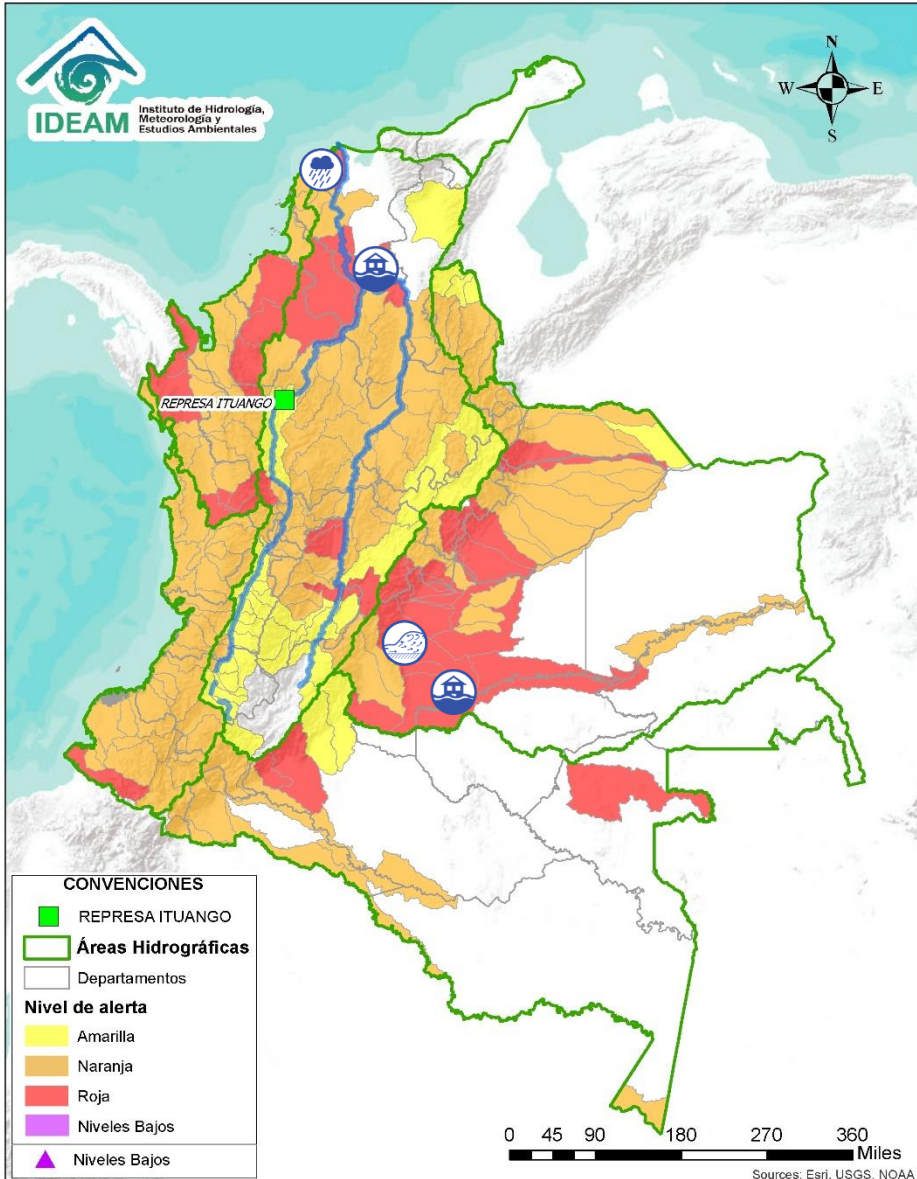 IDEAM
Instituto de Hidrología,
Meteorología y
Estudios Ambientales
N
W
E
S
REPRESA ITUANGO
CONVENCIONES
REPRESA ITUANGO
Áreas Hidrográficas
Departamentos
Nivel de alerta
Amarilla
Naranja
Roja
Niveles Bajos
Niveles Bajos
0 45 90 180 270 360
Miles
Sources: Esri, USGS, NOAA